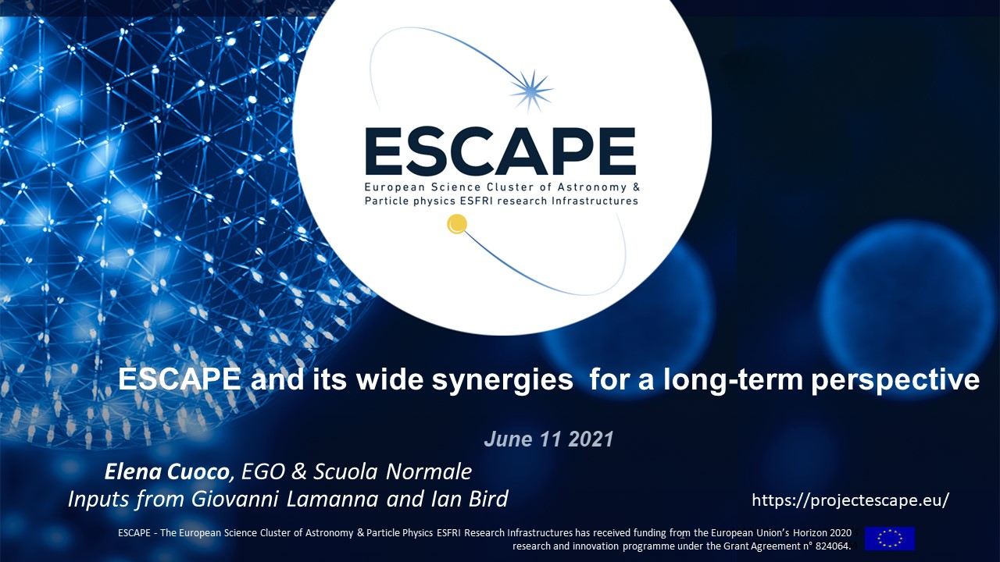 ESCAPE
European Science Cluster of Astronomy &
Particle physics ESFRI research Infrastructures
ESCAPE and its wide synergies for a long-term perspective
June 11 2021
Elena Cuoco, EGO & Scuola Normale
Inputs from Giovanni Lamanna and Ian Bird
https://projectescape.eu/
ESCAPE - The European Science Cluster of Astronomy & Particle Physics ESFRI Research Infrastructures has received funding from the European Union's Horizon 2020
research and innovation programme under the Grant Agreement n° 824064.